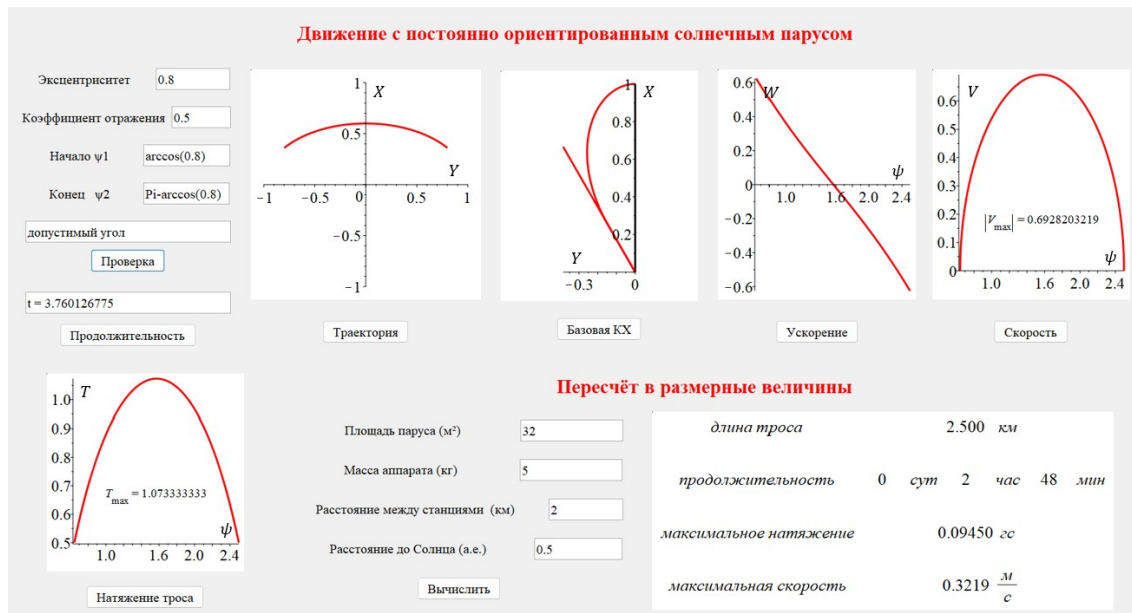 Движение с постоянно ориентированным солнечным парусом
Эксцентриситет 0.8
Коэффициент отражения 0.5
Начало ψ1 arccos(0.8)
Конец ψ2 Pi-arccos(0.8)
допустимый угол
Проверка
t = 3.760126775
Продолжительность
1 X
0.5
Y
-1 -0.5 0 0.5 1
-0.5
-1
Траектория
1 X
0.8
0.6
0.4
0.2
Y
-0.3 0
Базовая КХ
0.6 W
0.4
0.2
ψ
0 1.0 1.6 2.0 2.4
-0.2
-0.4
-0.6
Ускорение
V
0.6
0.5
0.4
0.3
0.2 |Vmax| = 0.6928203219
0.1 ψ
0
1.0 1.6 2.0 2.4
Скорость
T
1.0
0.9
0.8
0.7
Tmax = 1.073333333
0.6 ψ
0.5
1.0 1.6 2.0 2.4
Натяжение троса
Пересчёт в размерные величины
Площадь паруса (м²) 32
Масса аппарата (кг) 5
Расстояние между станциями (км) 2
Расстояние до Солнца (а.е.) 0.5
Вычислить
длина троса 2.500 км
продолжительность 0 сут 2 час 48 мин
максимальное натяжение 0.09450 гс
максимальная скорость 0.3219 м/с